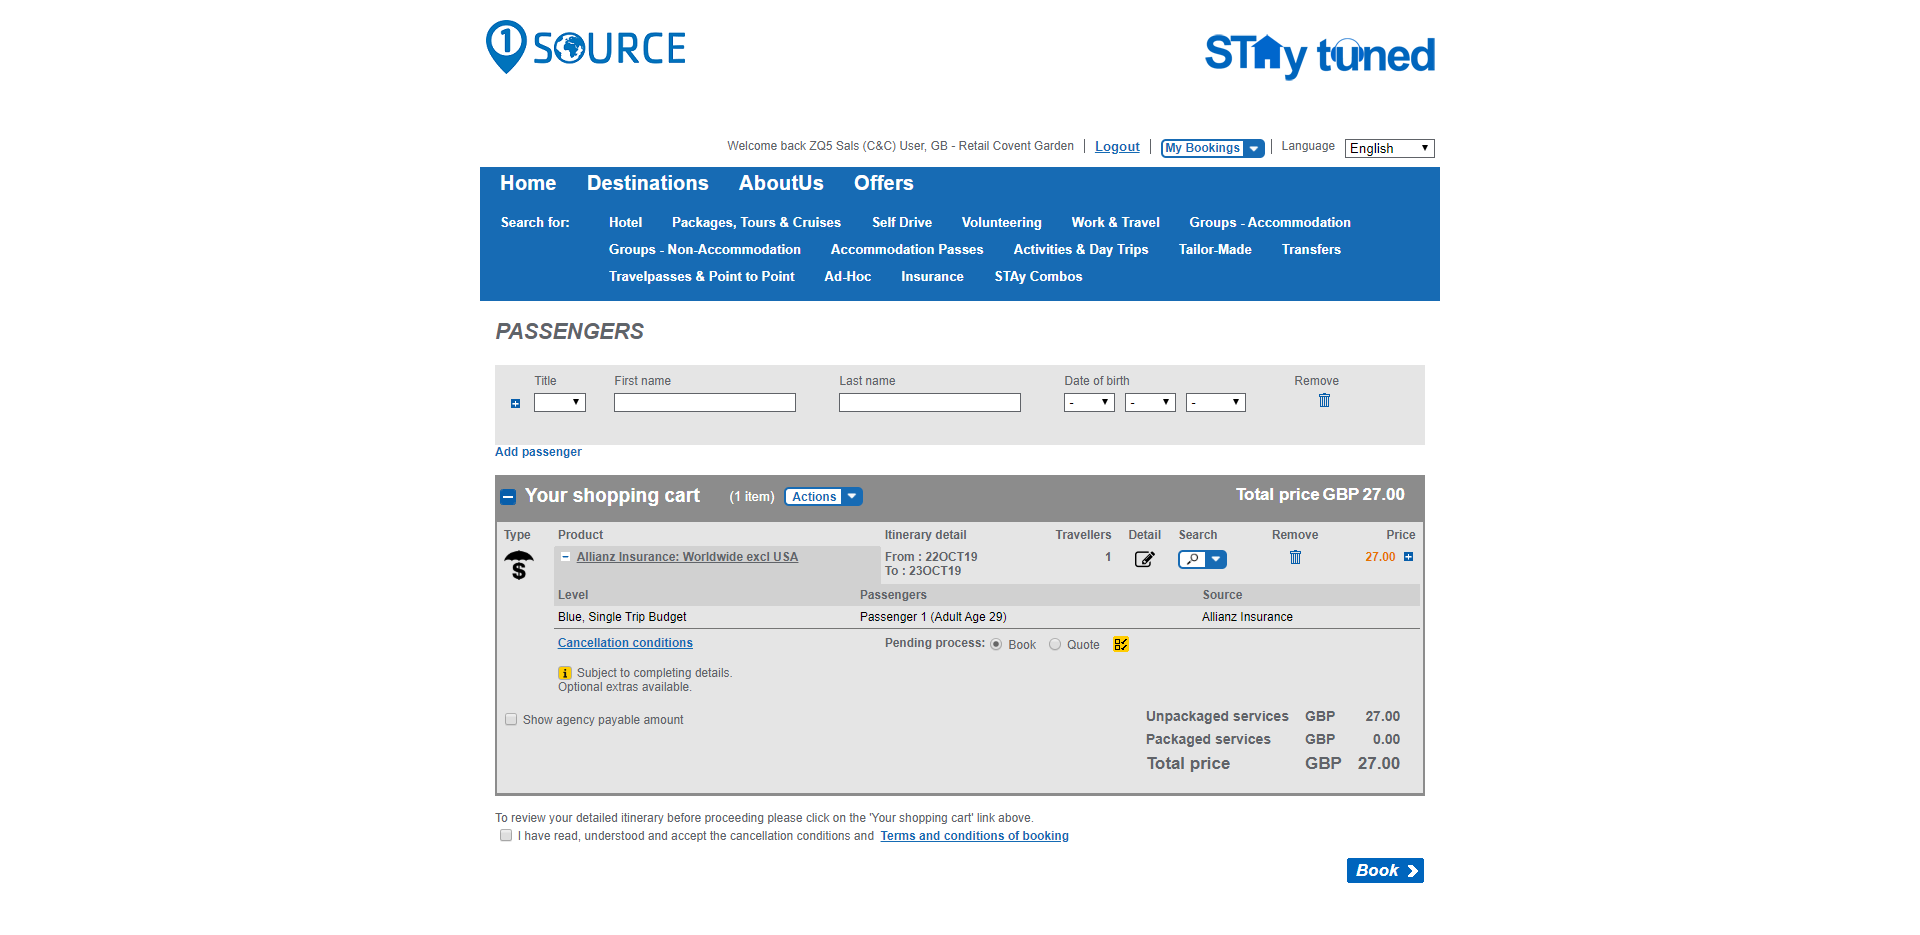 1 SOURCE
STAy tuned
Welcome back ZQ5 Sals (C&C) User, GB - Retail Covent Garden Logout My Bookings Language English
Home Destinations AboutUs Offers
Search for: Hotel Packages, Tours & Cruises Self Drive Volunteering Work & Travel Groups - Accommodation
Groups - Non-Accommodation Accommodation Passes Activities & Day Trips Tailor-Made Transfers
Travelpasses & Point to Point Ad-Hoc Insurance STAy Combos
PASSENGERS
Title First name Last name Date of birth Remove
- - -
Add passenger
Your shopping cart (1 item) Actions Total price GBP 27.00
Type Product Itinerary detail Travellers Detail Search Remove Price
$ Allianz Insurance: Worldwide excl USA From : 22OCT19 1 27.00
To : 23OCT19
Level Passengers Source
Blue, Single Trip Budget Passenger 1 (Adult Age 29) Allianz Insurance
Cancellation conditions Pending process: Book Quote
i Subject to completing details.
Optional extras available.
Show agency payable amount
Unpackaged services GBP 27.00
Packaged services GBP 0.00
Total price GBP 27.00
To review your detailed itinerary before proceeding please click on the 'Your shopping cart' link above.
I have read, understood and accept the cancellation conditions and Terms and conditions of booking
Book